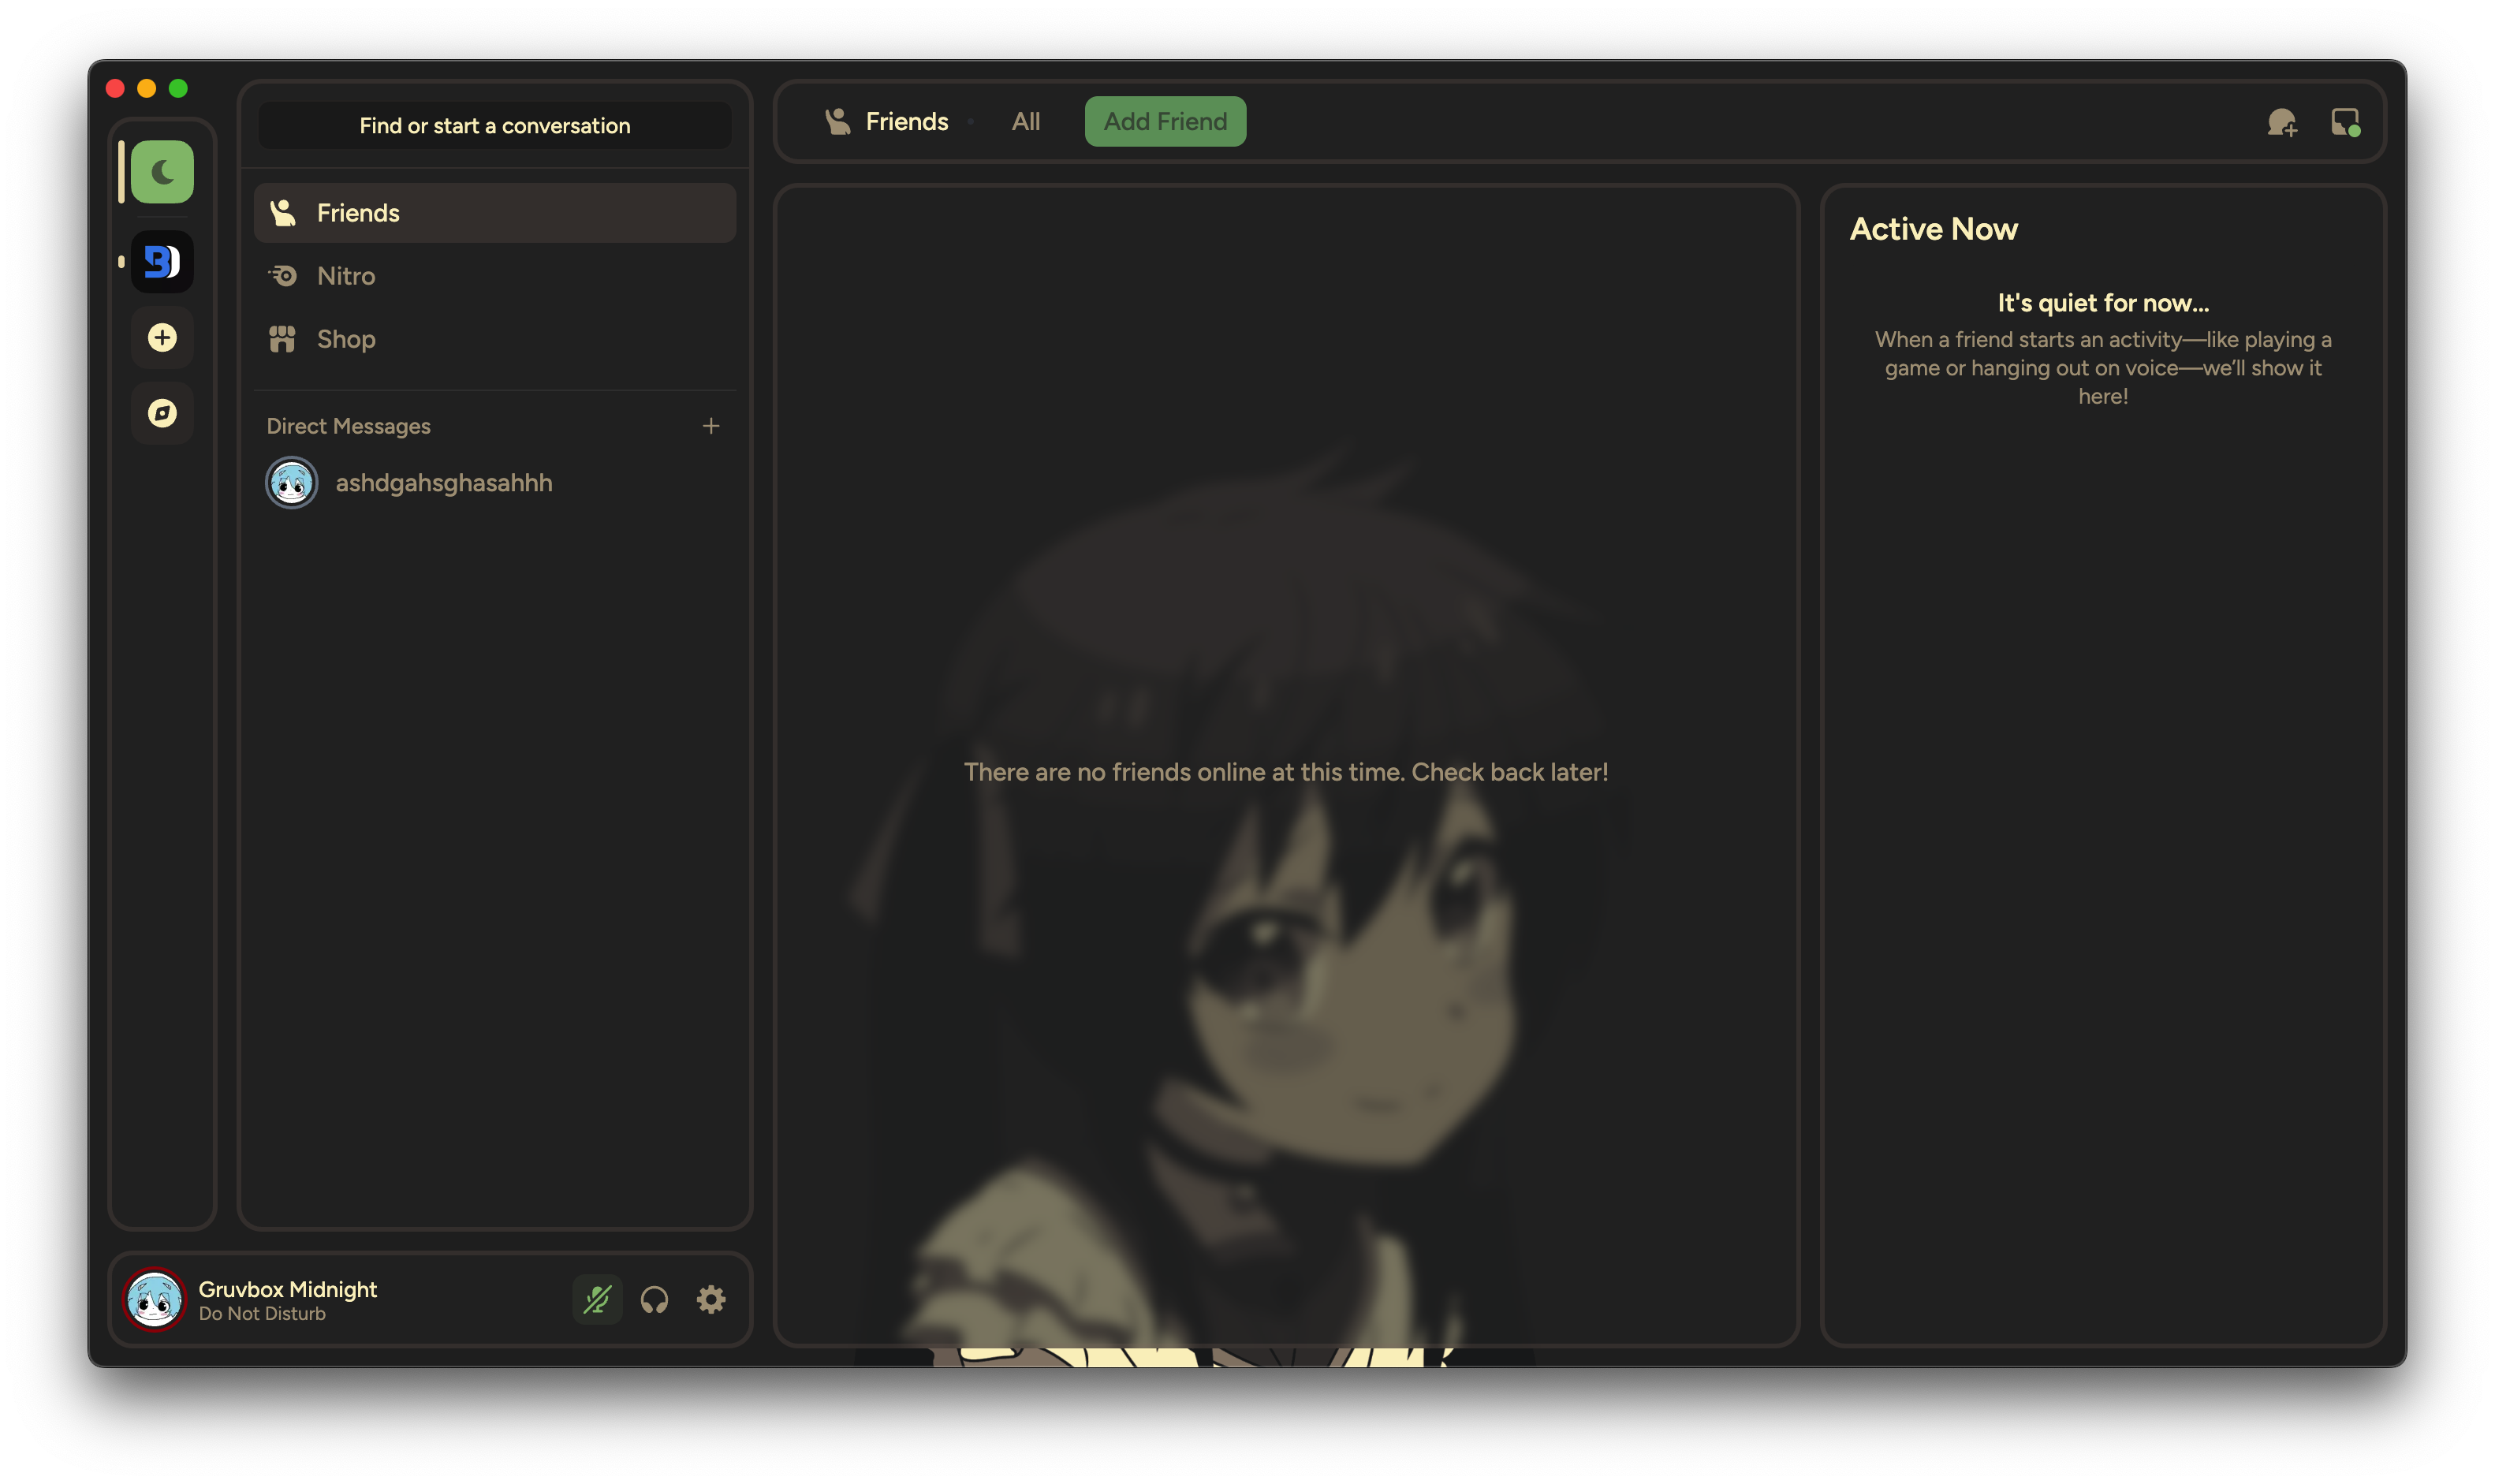 Find or start a conversation
Friends
Nitro
Shop
Direct Messages
ashdgahsghasahhh
Gruvbox Midnight
Do Not Disturb
Friends
All
Add Friend
There are no friends online at this time. Check back later!
Active Now
It's quiet for now...
When a friend starts an activity—like playing a
game or hanging out on voice—we’ll show it
here!